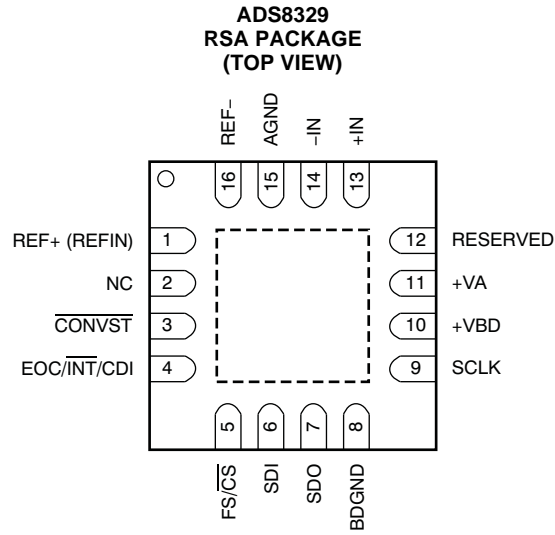 ADS8329
RSA PACKAGE
(TOP VIEW)
REF–
AGND
–IN
+IN
16
15
14
13
REF+ (REFIN)
1
12
RESERVED
NC
2
11
+VA
CONVST
3
10
+VBD
EOC/INT/CDI
4
9
SCLK
5
6
7
8
FS/CS
SDI
SDO
BDGND